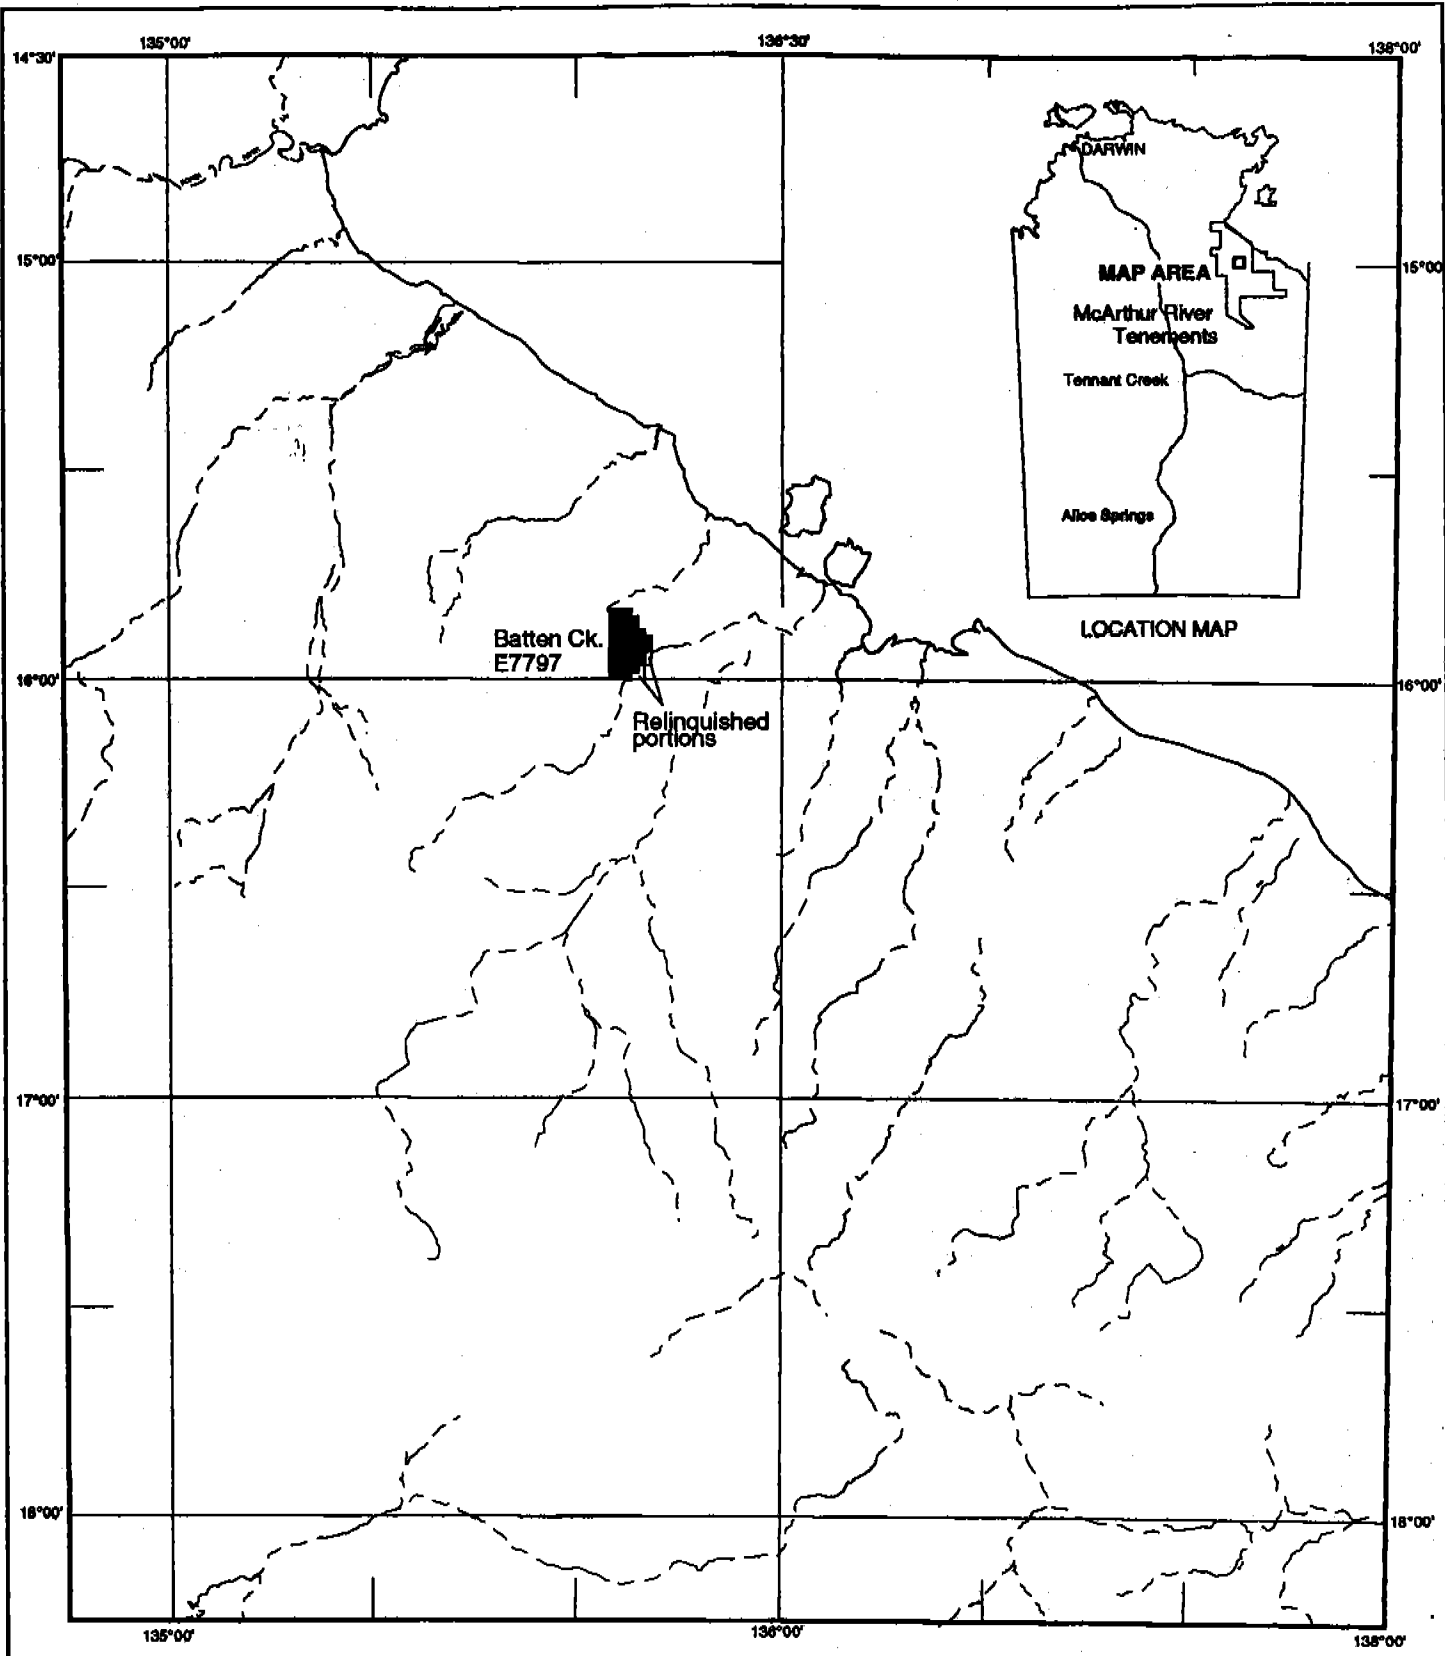 135°00'
136°30'
138°00'
14°30'
DARWIN
15°00'
15°00'
MAP AREA
McArthur River
Tenements
Tennant Creek
Alice Springs
LOCATION MAP
Batten Ck.
E7797
16°00'
16°00'
Relinquished
portions
17°00'
17°00'
18°00'
18°00'
135°00'
136°00'
138°00'